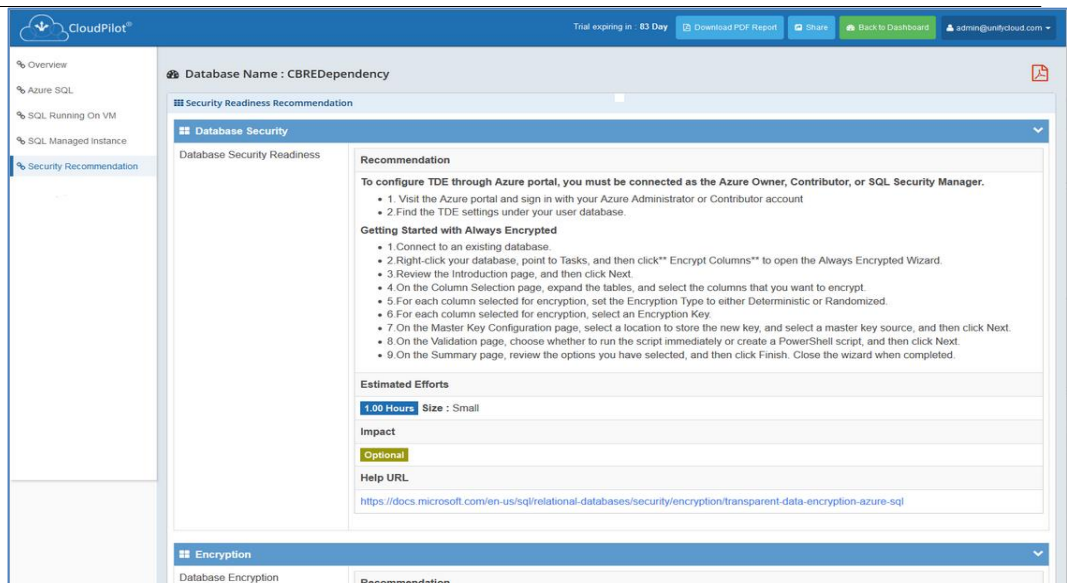 CloudPilot®
Trial expiring in : 83 Day
Download PDF Report
Share
Back to Dashboard
admin@unifycloud.com
Overview
Azure SQL
SQL Running On VM
SQL Managed Instance
Security Recommendation
Database Name : CBREDependency
Security Readiness Recommendation
Database Security
Database Security Readiness
Recommendation
To configure TDE through Azure portal, you must be connected as the Azure Owner, Contributor, or SQL Security Manager.
• 1. Visit the Azure portal and sign in with your Azure Administrator or Contributor account
• 2.Find the TDE settings under your user database.
Getting Started with Always Encrypted
• 1.Connect to an existing database.
• 2.Right-click your database, point to Tasks, and then click** Encrypt Columns** to open the Always Encrypted Wizard.
• 3.Review the Introduction page, and then click Next.
• 4.On the Column Selection page, expand the tables, and select the columns that you want to encrypt.
• 5.For each column selected for encryption, set the Encryption Type to either Deterministic or Randomized.
• 6.For each column selected for encryption, select an Encryption Key.
• 7.On the Master Key Configuration page, select a location to store the new key, and select a master key source, and then click Next.
• 8.On the Validation page, choose whether to run the script immediately or create a PowerShell script, and then click Next.
• 9.On the Summary page, review the options you have selected, and then click Finish. Close the wizard when completed.
Estimated Efforts
1.00 Hours Size : Small
Impact
Optional
Help URL
https://docs.microsoft.com/en-us/sql/relational-databases/security/encryption/transparent-data-encryption-azure-sql
Encryption
Database Encryption
Recommendation